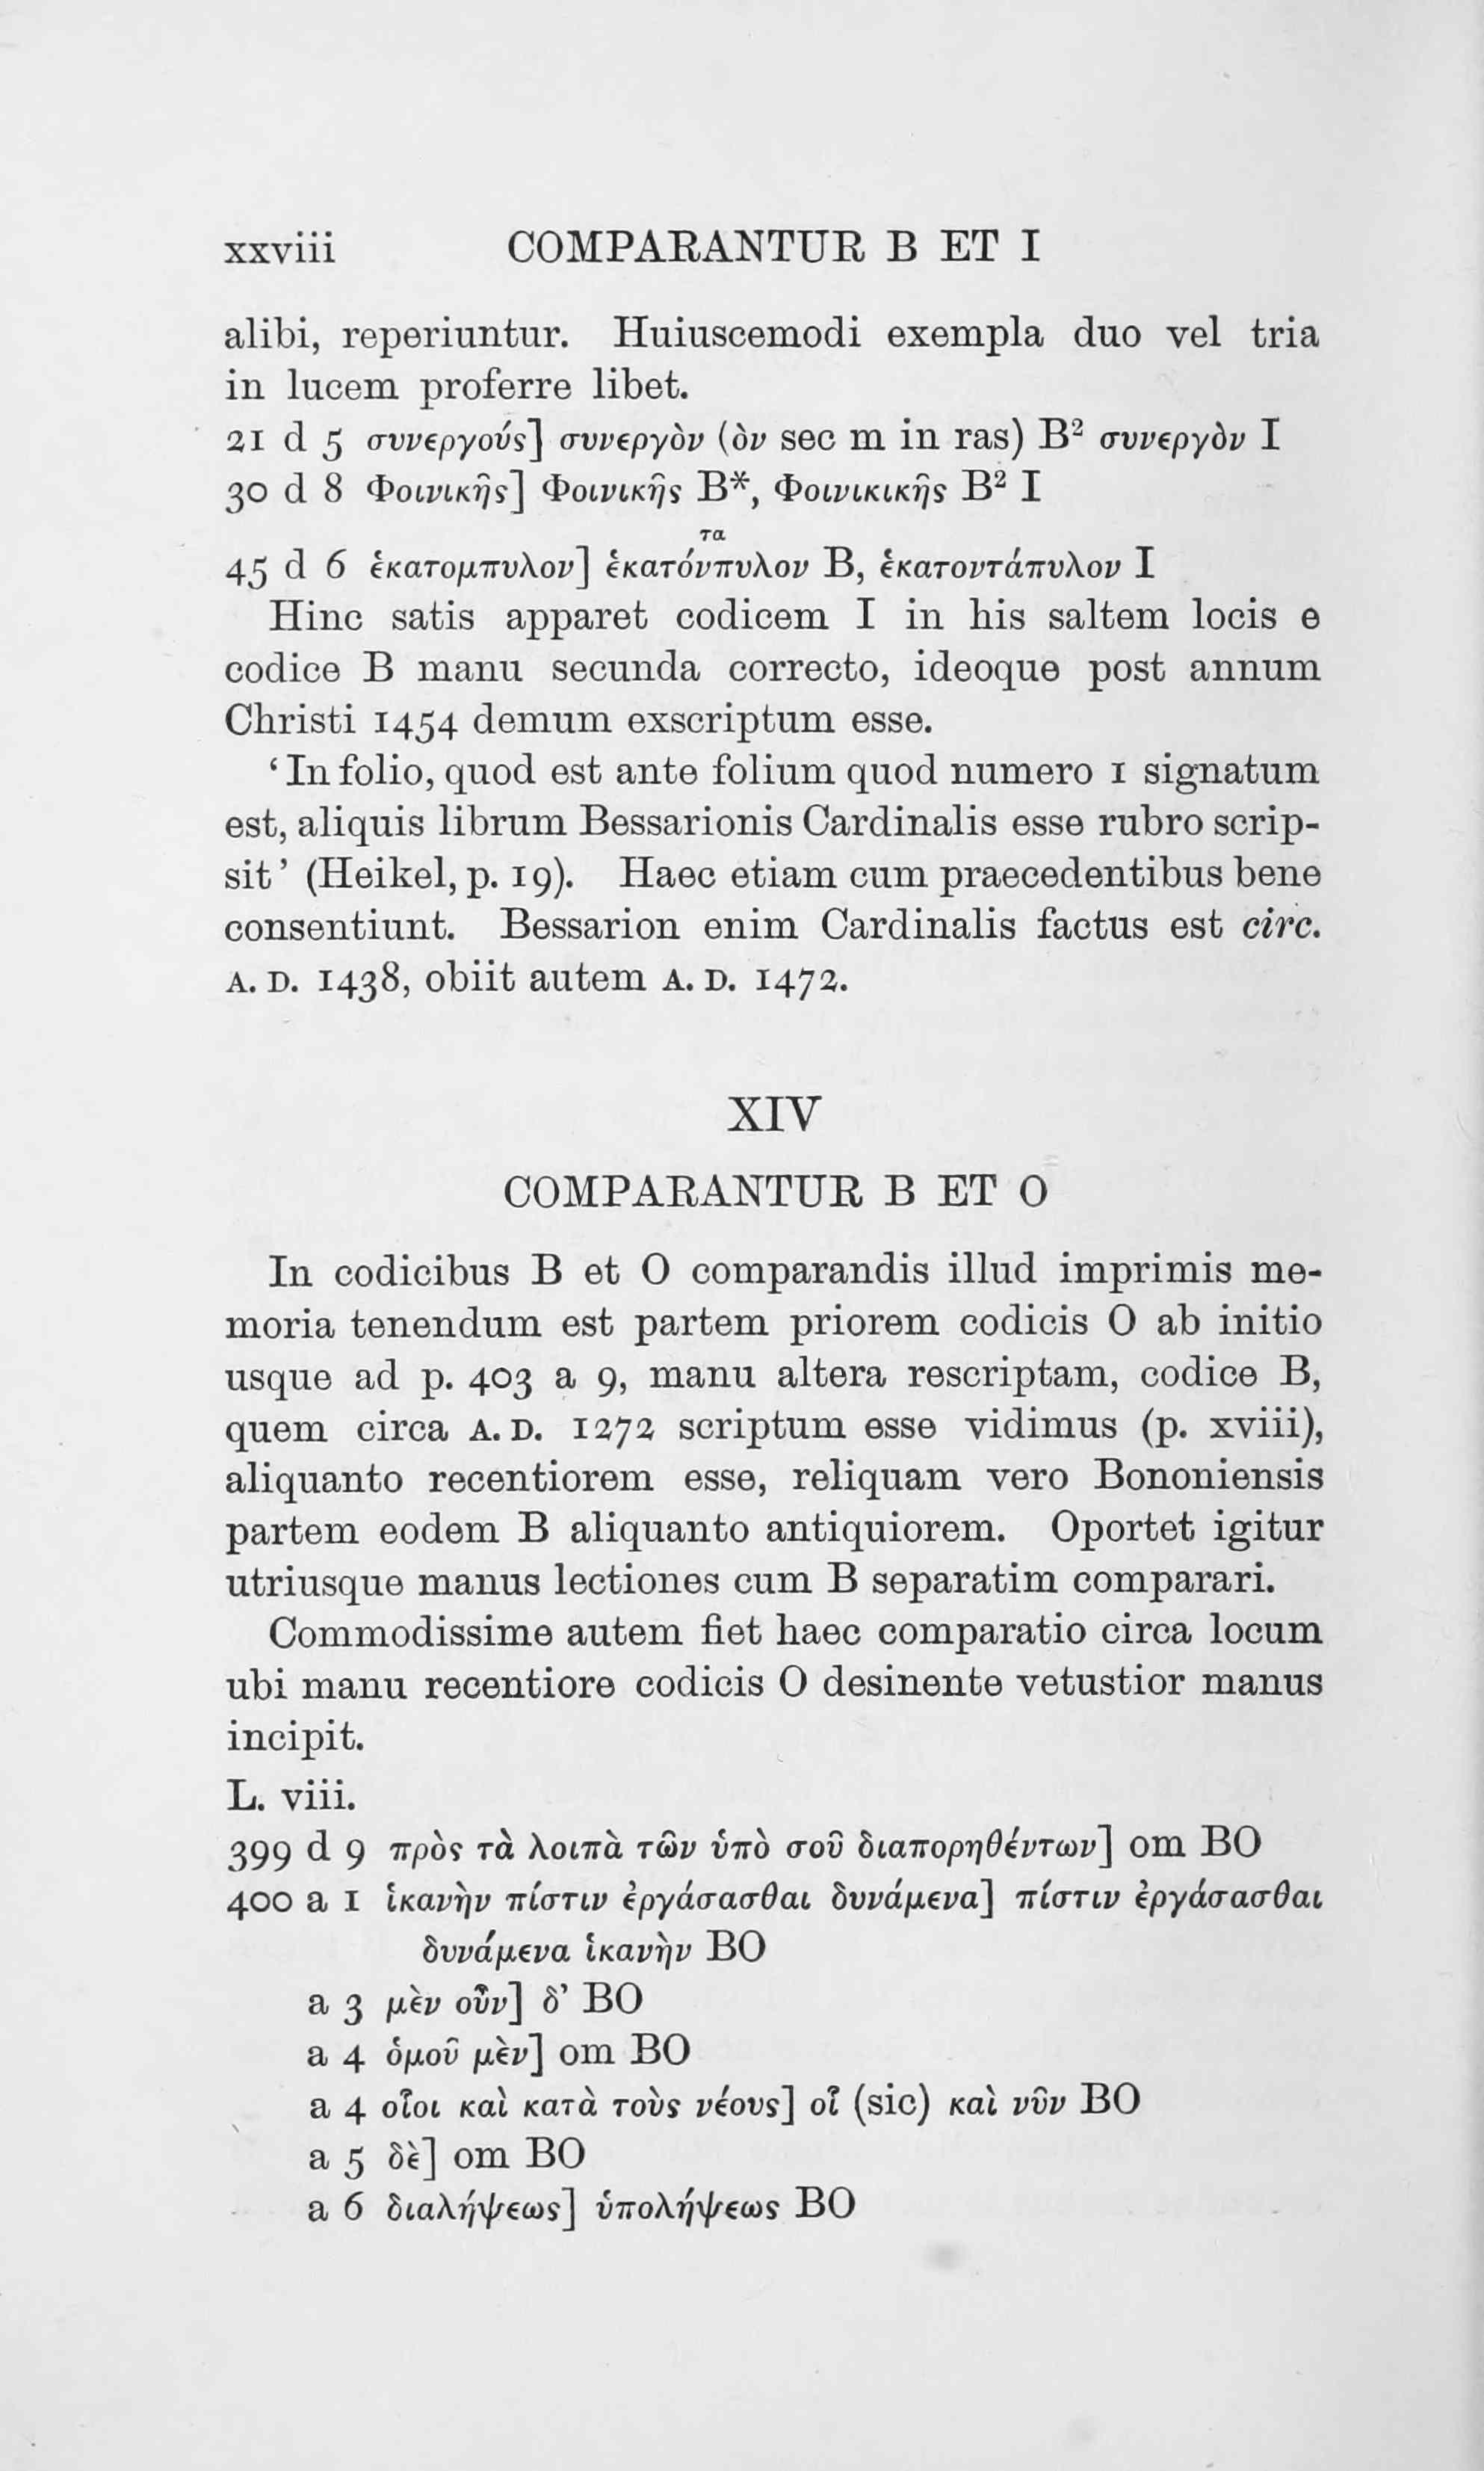 xxviii COMPARANTUR B ET I
alibi, reperiuntur. Huiuscemodi exempla duo vel tria
in lucem proferre libet.
21 d 5 συνεργούς] συνεργὸν (ὸν sec m in ras) B² συνεργὸν I
30 d 8 Φοινικῆς] Φοινικῆς B*, Φοινικικῆς B² I
τα
45 d 6 ἑκατομπυλον] ἑκατόνπυλον B, ἑκατοντάπυλον I
Hinc satis apparet codicem I in his saltem locis e
codice B manu secunda correcto, ideoque post annum
Christi 1454 demum exscriptum esse.
‘In folio, quod est ante folium quod numero 1 signatum
est, aliquis librum Bessarionis Cardinalis esse rubro scrip-
sit’ (Heikel, p. 19). Haec etiam cum praecedentibus bene
consentiunt. Bessarion enim Cardinalis factus est circ.
A. D. 1438, obiit autem A. D. 1472.
XIV
COMPARANTUR B ET O
In codicibus B et O comparandis illud imprimis me-
moria tenendum est partem priorem codicis O ab initio
usque ad p. 403 a 9, manu altera rescriptam, codice B,
quem circa A. D. 1272 scriptum esse vidimus (p. xviii),
aliquanto recentiorem esse, reliquam vero Bononiensis
partem eodem B aliquanto antiquiorem. Oportet igitur
utriusque manus lectiones cum B separatim comparari.
Commodissime autem fiet haec comparatio circa locum
ubi manu recentiore codicis O desinente vetustior manus
incipit.
L. viii.
399 d 9 πρὸς τὰ λοιπὰ τῶν ὑπὸ σοῦ διαπορηθέντων] om BO
400 a 1 ἱκανὴν πίστιν ἐργάσασθαι δυνάμενα] πίστιν ἐργάσασθαι
δυνάμενα ἱκανὴν BO
a 3 μὲν οὖν] δ’ BO
a 4 ὁμοῦ μὲν] om BO
a 4 οἷοι καὶ κατὰ τοὺς νέους] οἷ (sic) καὶ νῦν BO
a 5 δὲ] om BO
a 6 διαλήψεως] ὑπολήψεως BO